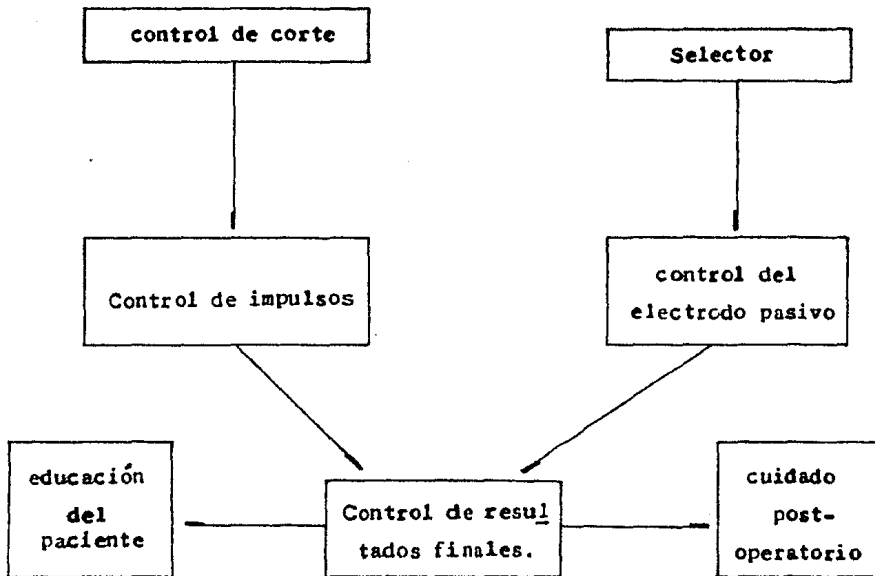 control de corte
Selector
Control de impulsos
control del
electrodo pasivo
educación
del
paciente
Control de resul
tados finales.
cuidado
post-
operatorio